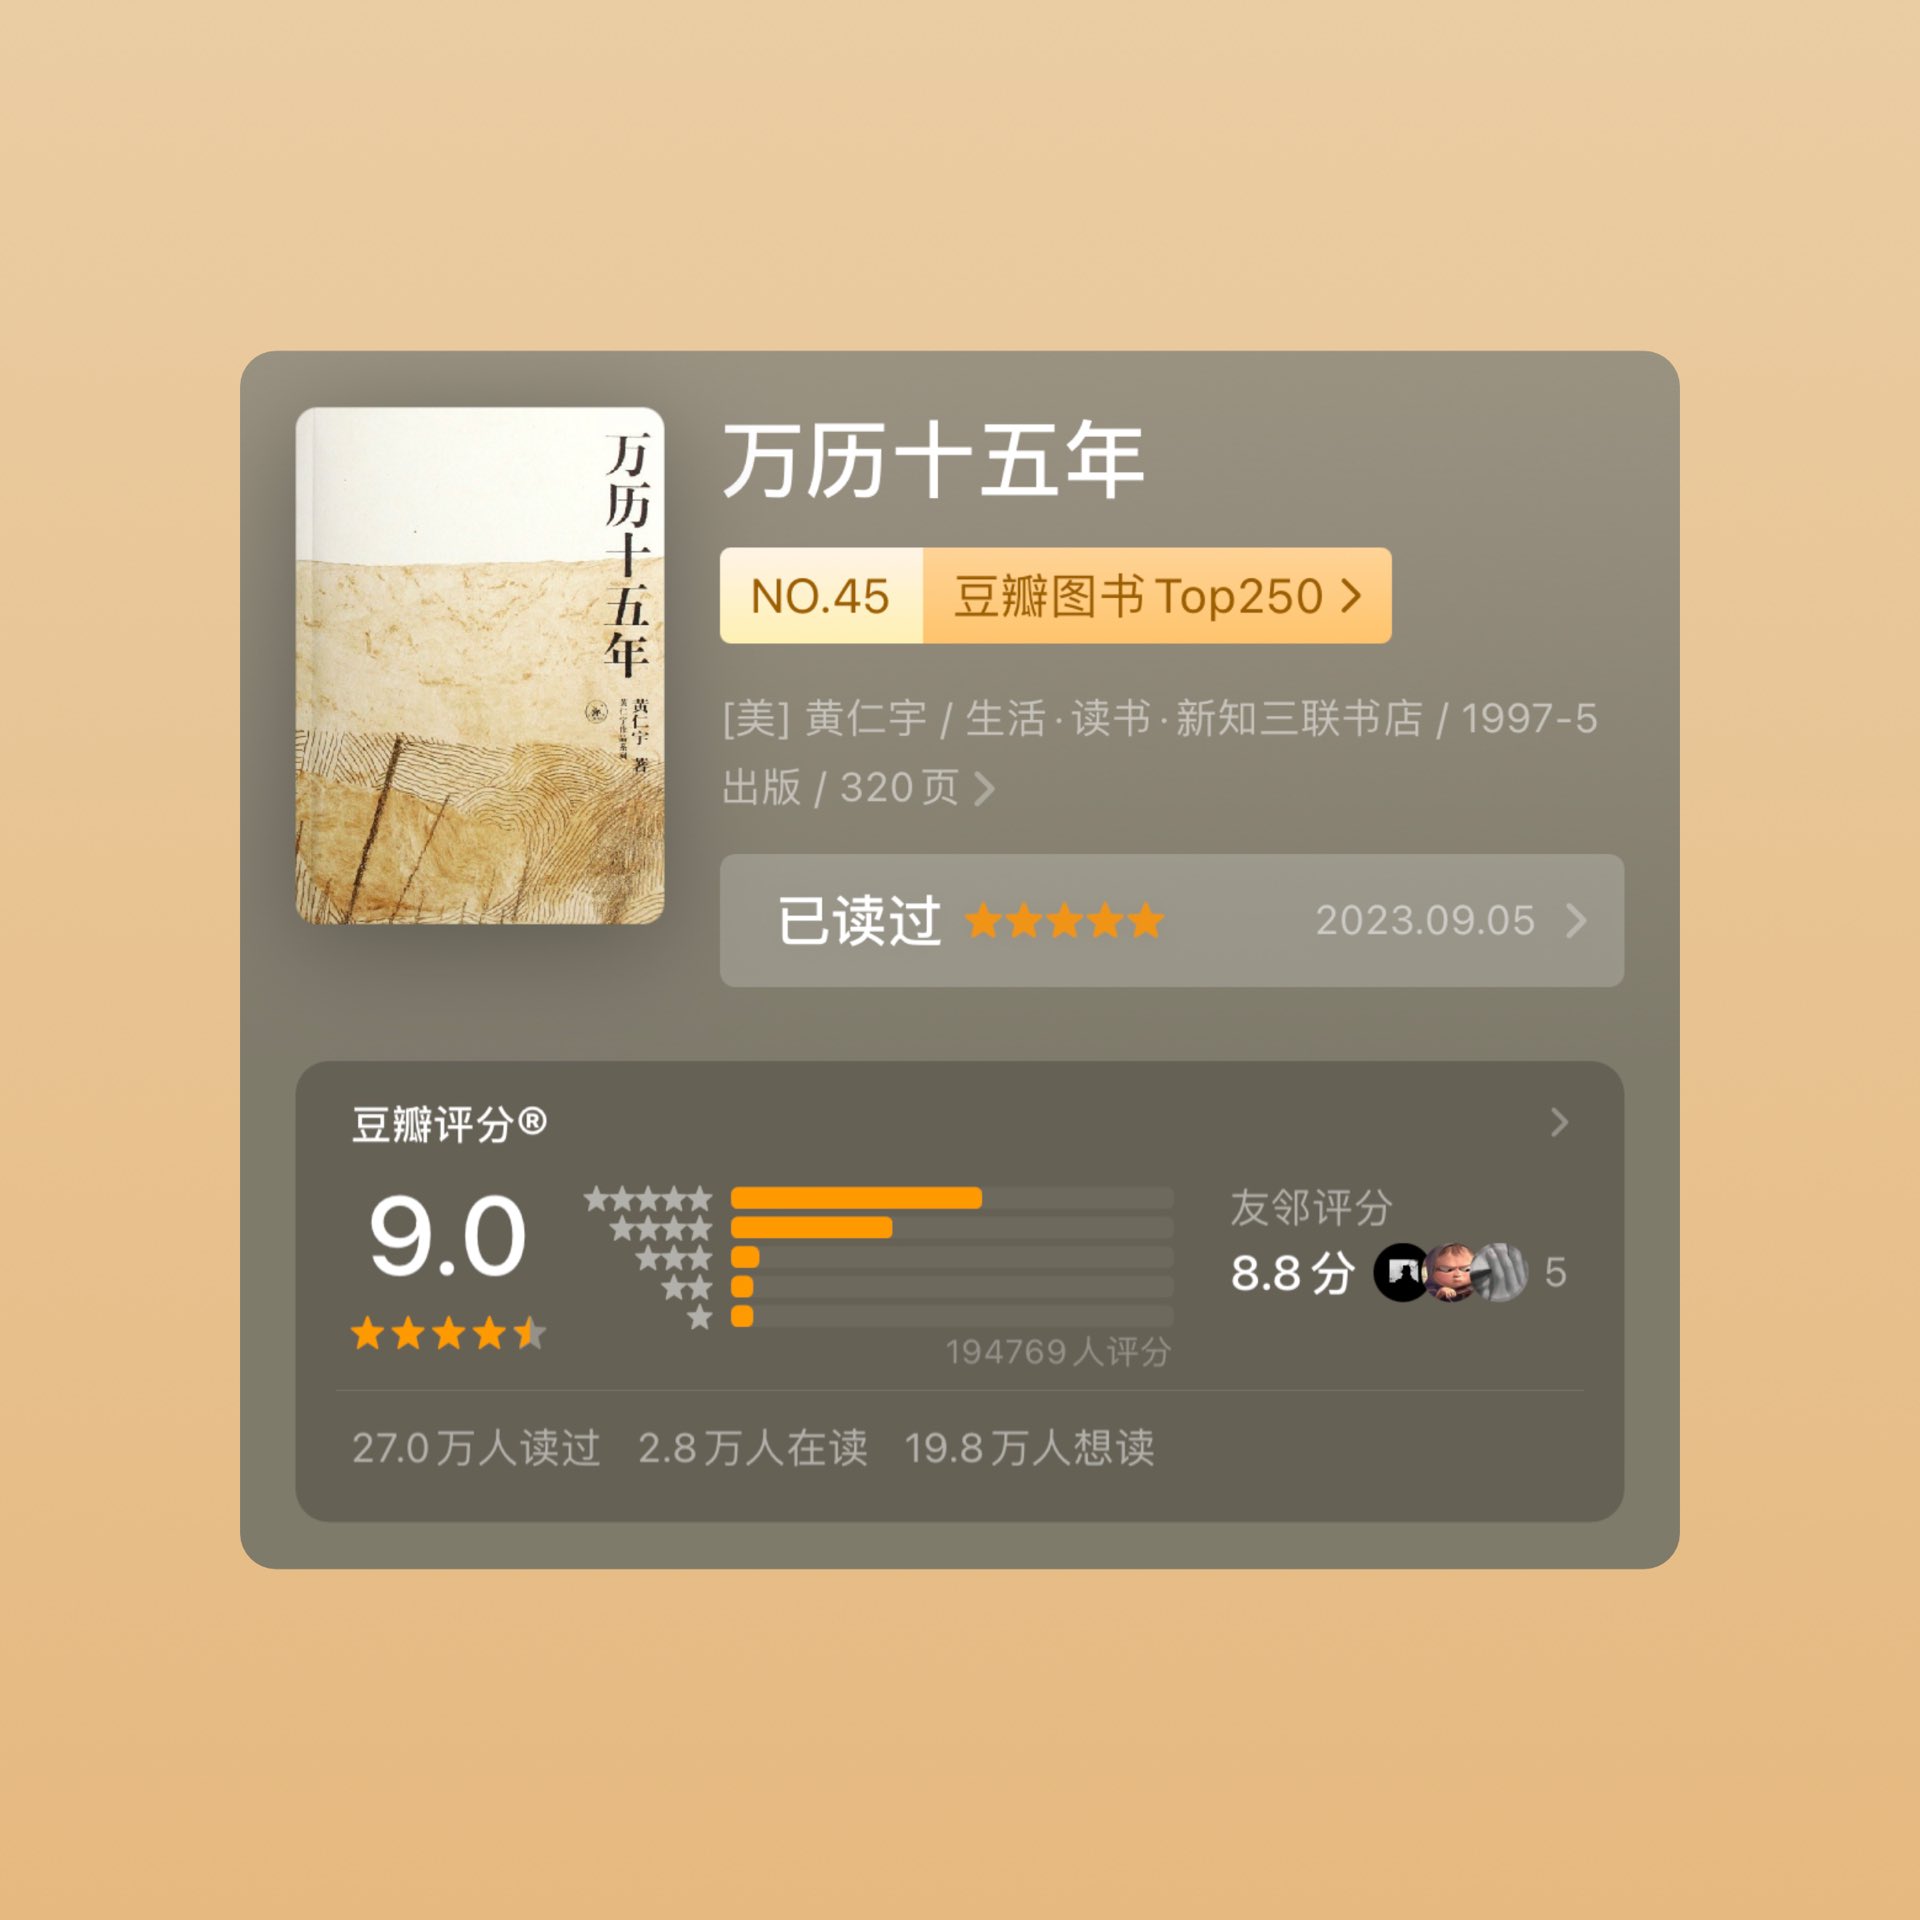 万历十五年
黄仁宇 著
黄仁宇作品系列
万历十五年
NO.45 豆瓣图书 Top250
[美] 黄仁宇 / 生活·读书·新知三联书店 / 1997-5
出版 / 320 页
已读过 2023.09.05
豆瓣评分®
9.0
194769人评分
友邻评分
8.8 分 5
27.0万人读过 2.8万人在读 19.8万人想读